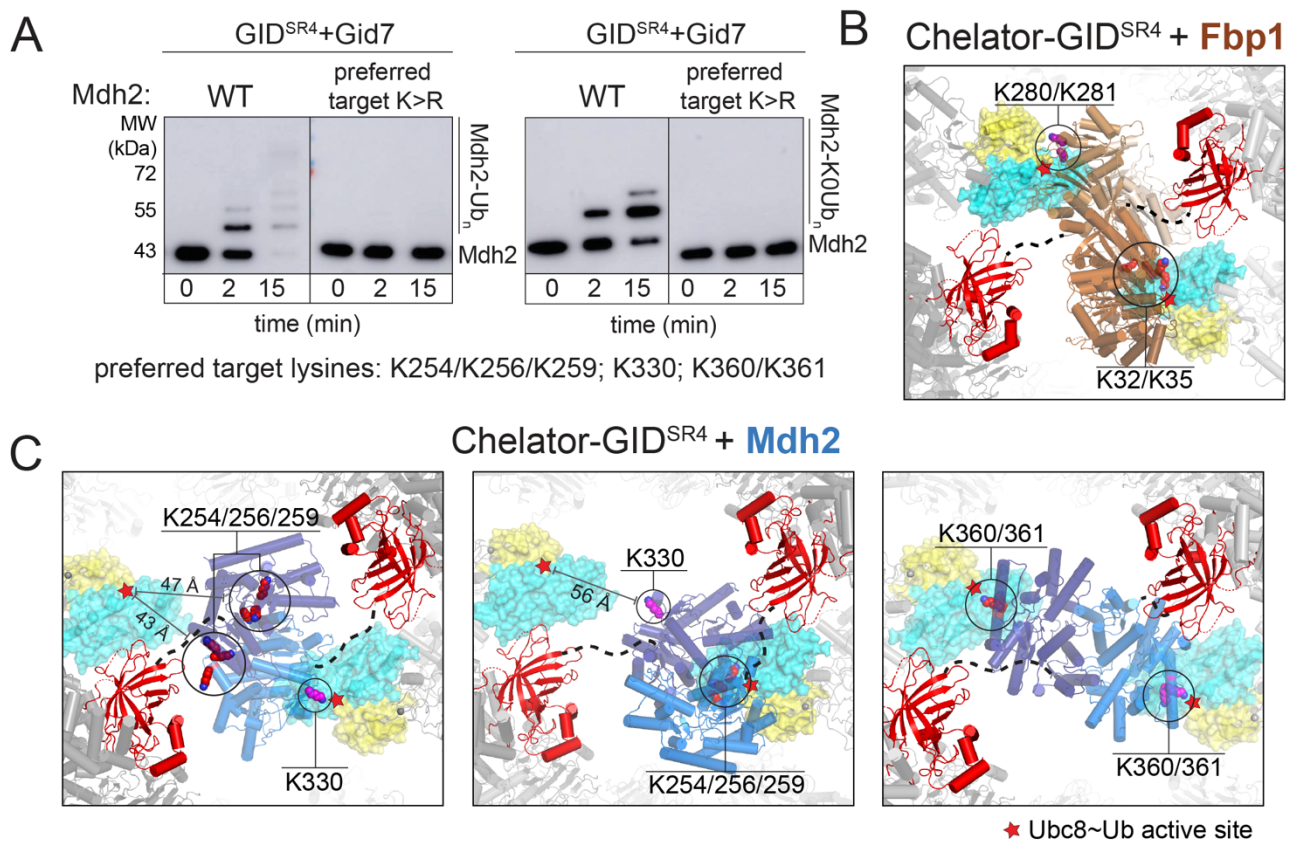 A
GID^SR4+Gid7
GID^SR4+Gid7
Mdh2:
WT
preferred
target K>R
WT
preferred
target K>R
MW
(kDa)
72
55
43
Mdh2-Ub_n
Mdh2
Mdh2-K0Ub_n
Mdh2
0 2 15 0 2 15
0 2 15 0 2 15
time (min)
time (min)
preferred target lysines: K254/K256/K259; K330; K360/K361
B
Chelator-GID^SR4 + Fbp1
K280/K281
K32/K35
C
Chelator-GID^SR4 + Mdh2
K254/256/259
47 Å
43 Å
K330
K330
56 Å
K254/256/259
K360/361
K360/361
★ Ubc8~Ub active site